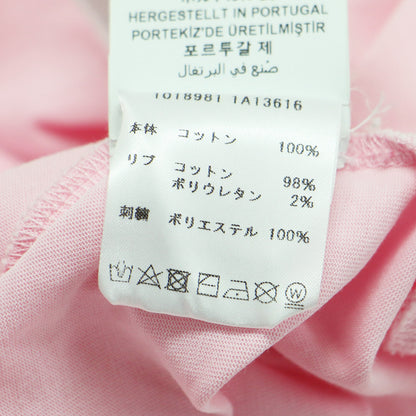 HERGESTELLT IN PORTUGAL
PORTEKİZ'DE ÜRETİLMİŞTİR
포르투갈 제
صُنع في البرتغال
1018981 1A13616
本体 コットン 100%
リブ コットン 98%
ポリウレタン 2%
刺繍 ポリエステル 100%
W